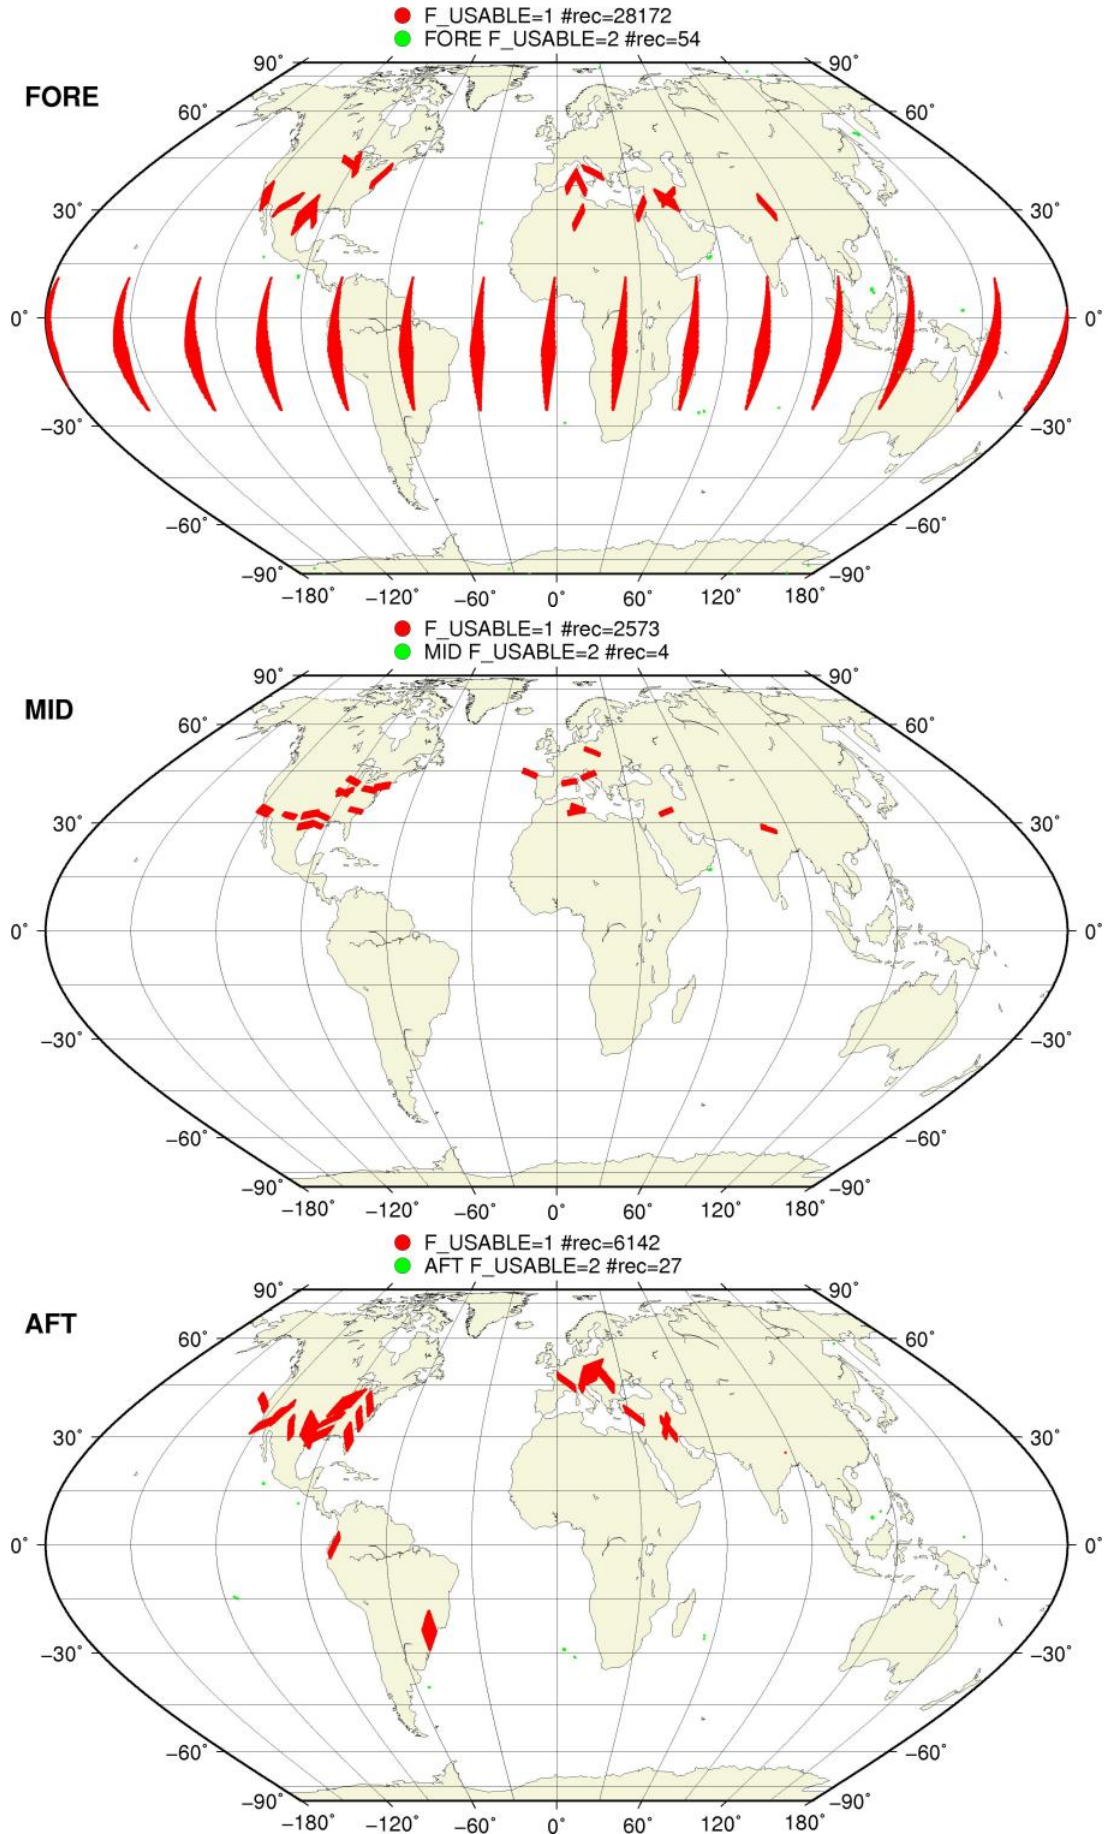 F_USABLE=1 #rec=28172
FORE F_USABLE=2 #rec=54
FORE
90° 90°
60° 60°
30° 30°
0° 0°
−30° −30°
−60° −60°
−90° −90°
−180° −120° −60° 0° 60° 120° 180°
F_USABLE=1 #rec=2573
MID F_USABLE=2 #rec=4
MID
90° 90°
60° 60°
30° 30°
0° 0°
−30° −30°
−60° −60°
−90° −90°
−180° −120° −60° 0° 60° 120° 180°
F_USABLE=1 #rec=6142
AFT F_USABLE=2 #rec=27
AFT
90° 90°
60° 60°
30° 30°
0° 0°
−30° −30°
−60° −60°
−90° −90°
−180° −120° −60° 0° 60° 120° 180°